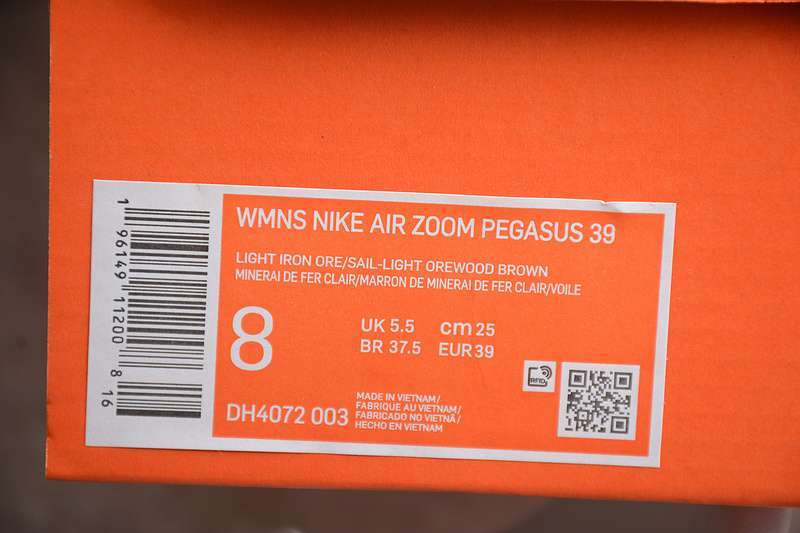 WMNS NIKE AIR ZOOM PEGASUS 39
LIGHT IRON ORE/SAIL-LIGHT OREWOOD BROWN
MINERAI DE FER CLAIR/MARRON DE MINERAI DE FER CLAIR/VOILE
8
UK 5.5 cm 25
BR 37.5 EUR 39
RFID
DH4072 003
MADE IN VIETNAM/
FABRIQUE AU VIETNAM/
FABRICADO NO VIETNÃ/
HECHO EN VIETNAM
1 96149 11200 8 16